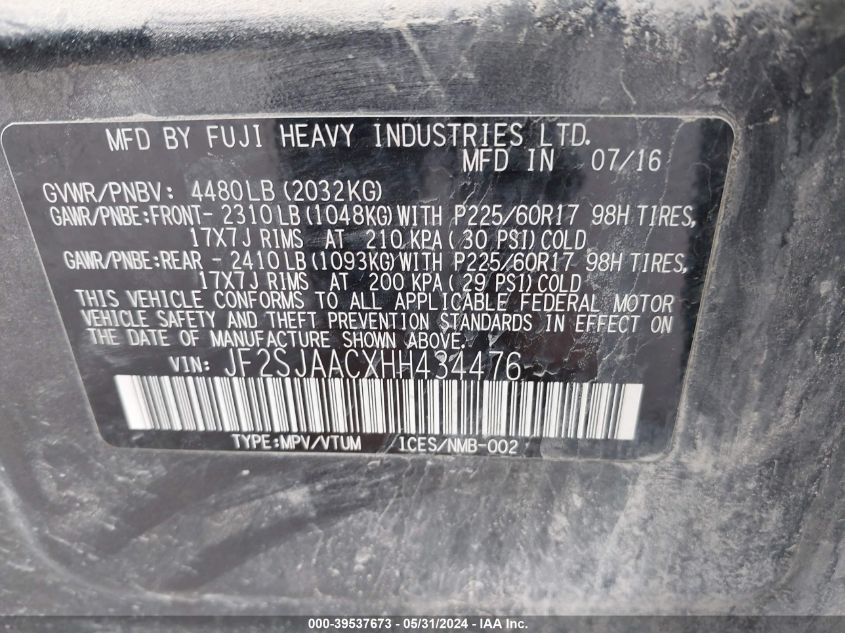 MFD BY FUJI HEAVY INDUSTRIES LTD.
MFD IN 07/16
GVWR/PNBV: 4480LB(2032KG)
GAWR/PNBE:FRONT- 2310LB(1048KG)WITH P225/60R17 98H TIRES,
17X7J RIMS AT 210 KPA(30 PSI)COLD
GAWR/PNBE:REAR - 2410LB(1093KG)WITH P225/60R17 98H TIRES,
17X7J RIMS AT 200 KPA(29 PSI)COLD
THIS VEHICLE CONFORMS TO ALL APPLICABLE FEDERAL MOTOR
VEHICLE SAFETY AND THEFT PREVENTION STANDARDS IN EFFECT ON
THE DATE OF MANUFACTURE SHOWN ABOVE.
VIN: JF2SJAACXHH434476
TYPE:MPV/VTUM ICES/NMB-002
000-39537673 - 05/31/2024 - IAA Inc.